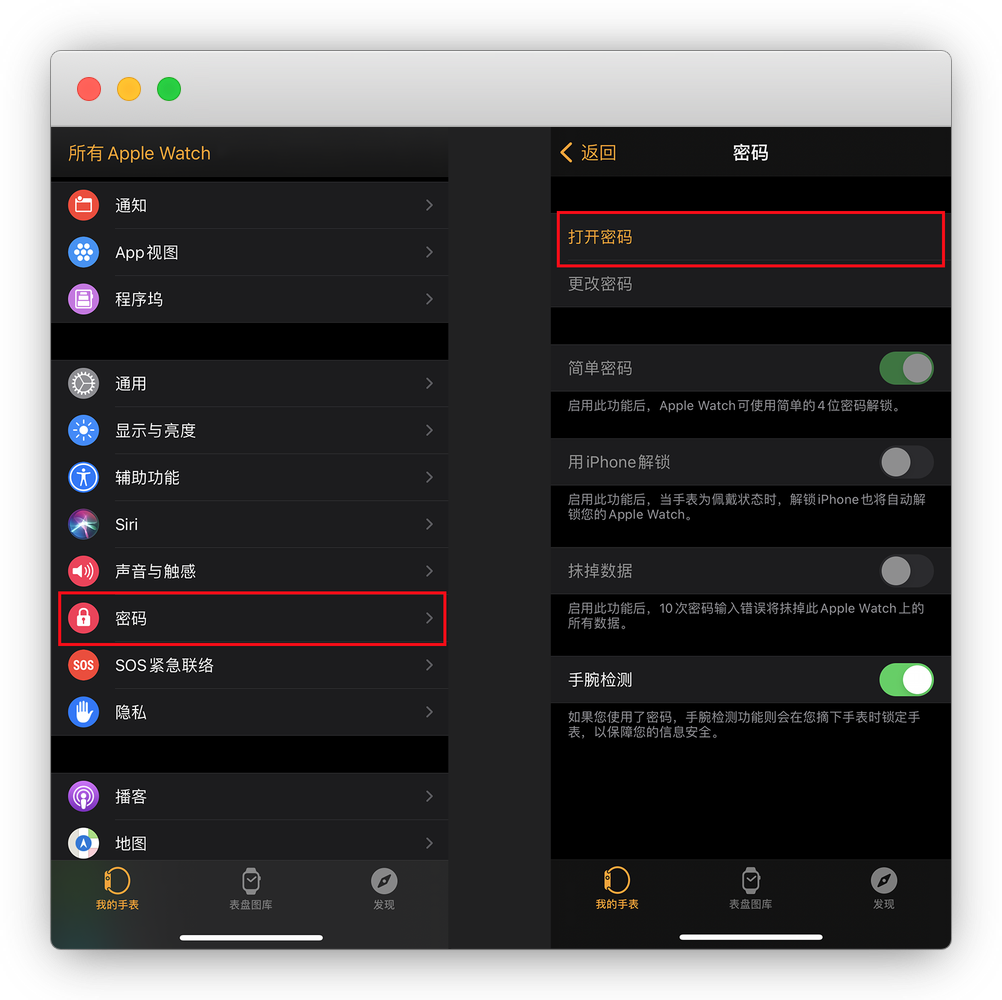 所有 Apple Watch
通知
App 视图
程序坞
通用
显示与亮度
辅助功能
Siri
声音与触感
密码
SOS
SOS 紧急联络
隐私
播客
地图
我的手表
表盘图库
发现
返回
密码
打开密码
更改密码
简单密码
启用此功能后，Apple Watch 可使用简单的 4 位密码解锁。
用 iPhone 解锁
启用此功能后，当手表为佩戴状态时，解锁 iPhone 也将自动解
锁您的 Apple Watch。
抹掉数据
启用此功能后，10 次密码输入错误将抹掉此 Apple Watch 上的
所有数据。
手腕检测
如果您使用了密码，手腕检测功能则会在您摘下手表时锁定手
表，以保障您的信息安全。
我的手表
表盘图库
发现